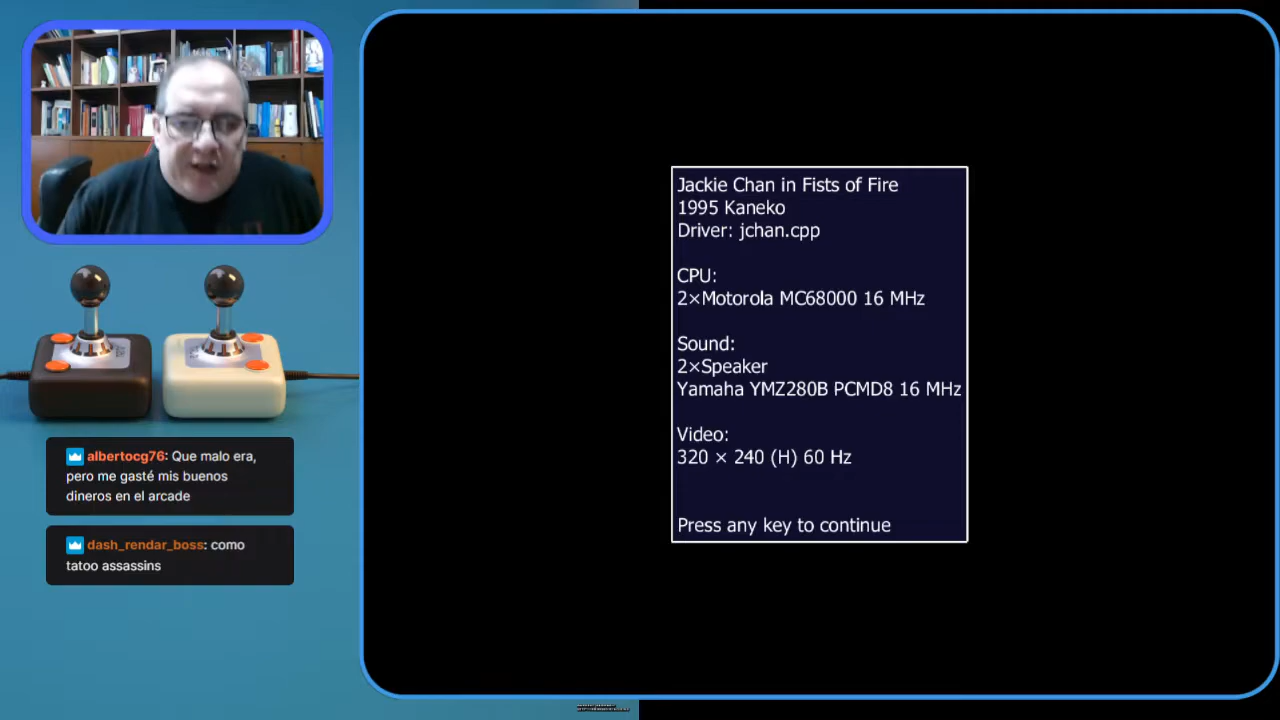 Jackie Chan in Fists of Fire
1995 Kaneko
Driver: jchan.cpp
CPU:
2×Motorola MC68000 16 MHz
Sound:
2×Speaker
Yamaha YMZ280B PCMD8 16 MHz
Video:
320 × 240 (H) 60 Hz
Press any key to continue
albertocg76: Que malo era,
pero me gasté mis buenos
dineros en el arcade
dash_rendar_boss: como
tatoo assassins